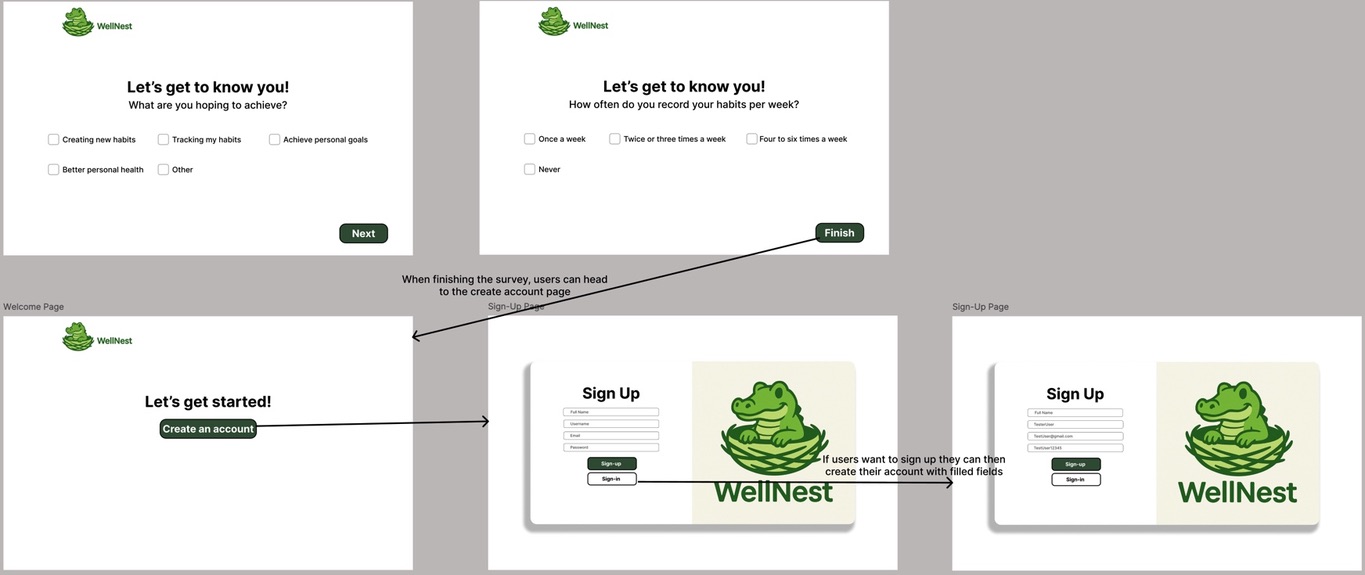 WellNest
Let's get to know you!
What are you hoping to achieve?
Creating new habits
Tracking my habits
Achieve personal goals
Better personal health
Other
Next
WellNest
Let's get to know you!
How often do you record your habits per week?
Once a week
Twice or three times a week
Four to six times a week
Never
Finish
When finishing the survey, users can head
to the create account page
Welcome Page
WellNest
Let's get started!
Create an account
Sign-Up Page
Sign Up
Full Name
Username
Email
Password
Sign-up
Sign-in
WellNest
If users want to sign up they can then
create their account with filled fields
Sign-Up Page
Sign Up
Full Name
TesterUser
TestUser@gmail.com
TestUser12345
Sign-up
Sign-in
WellNest